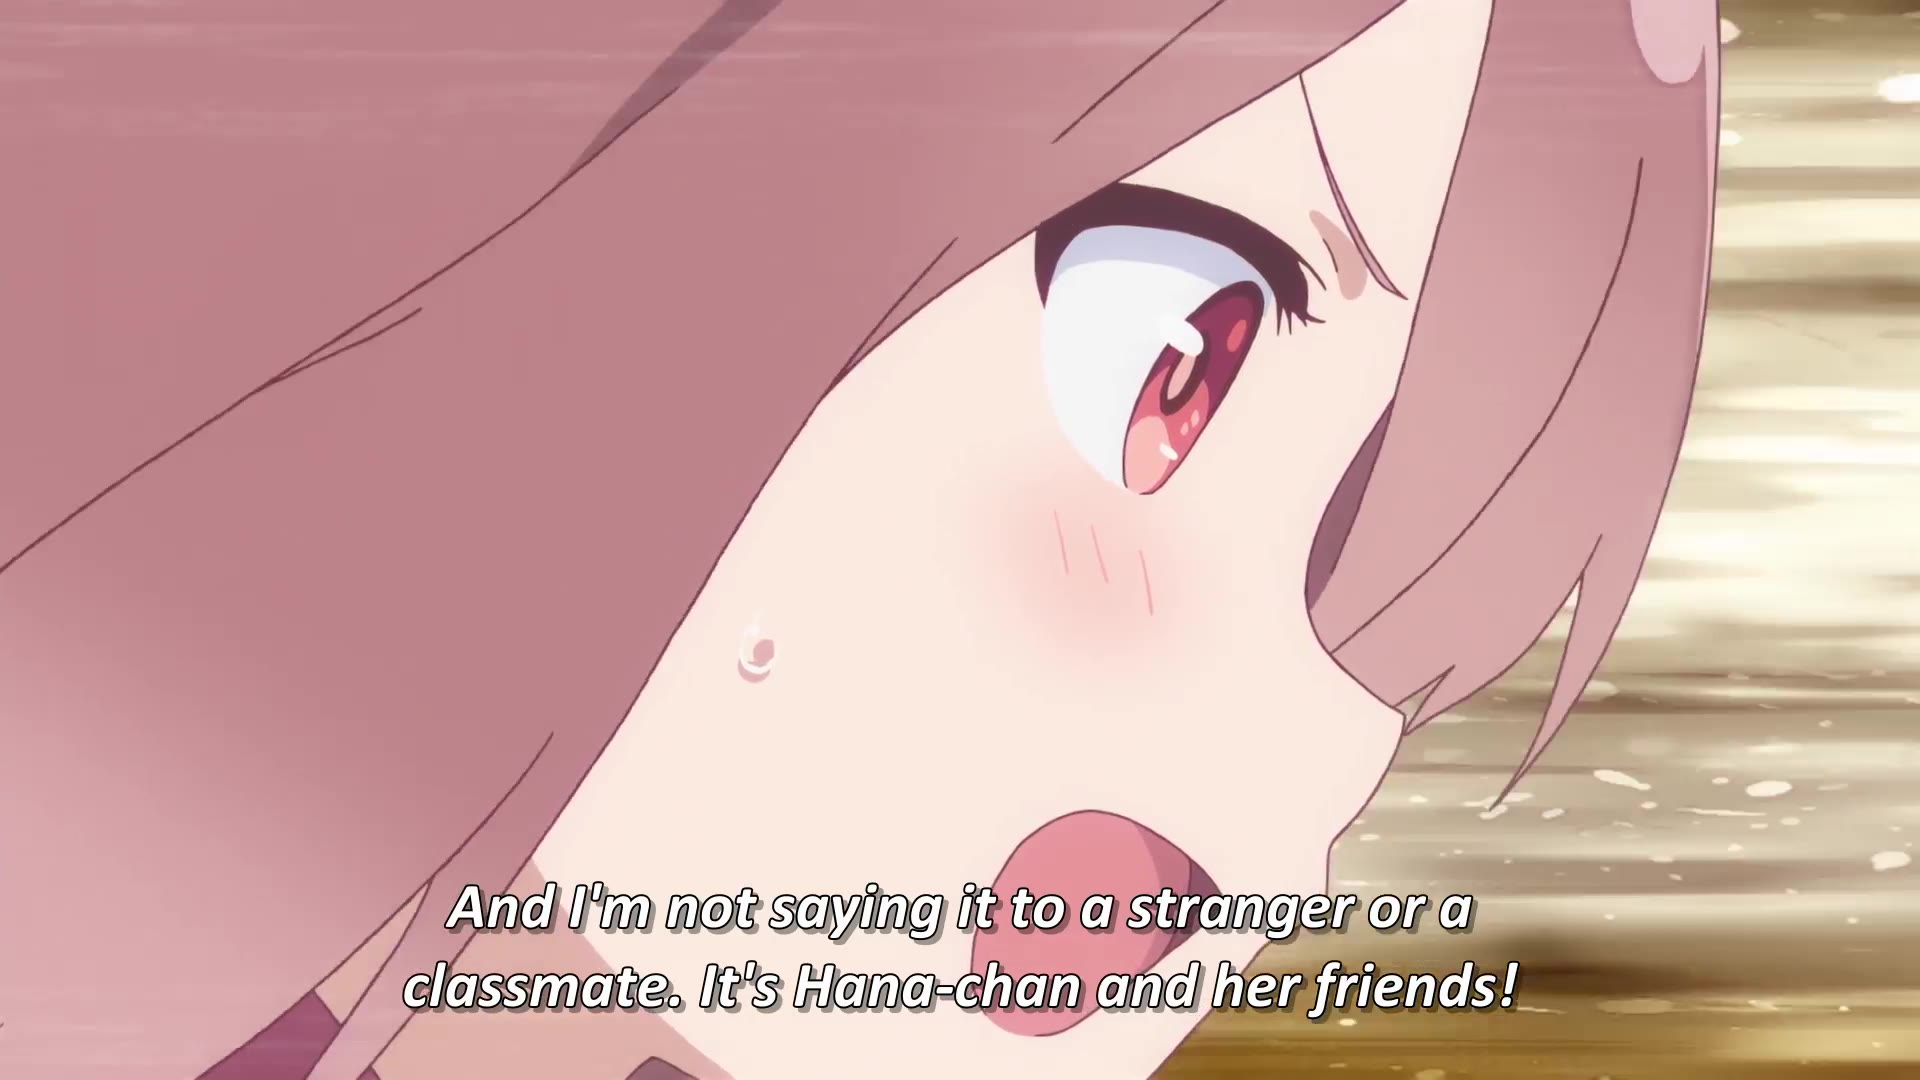 And I'm not saying it to a stranger or a
classmate. It's Hana-chan and her friends!